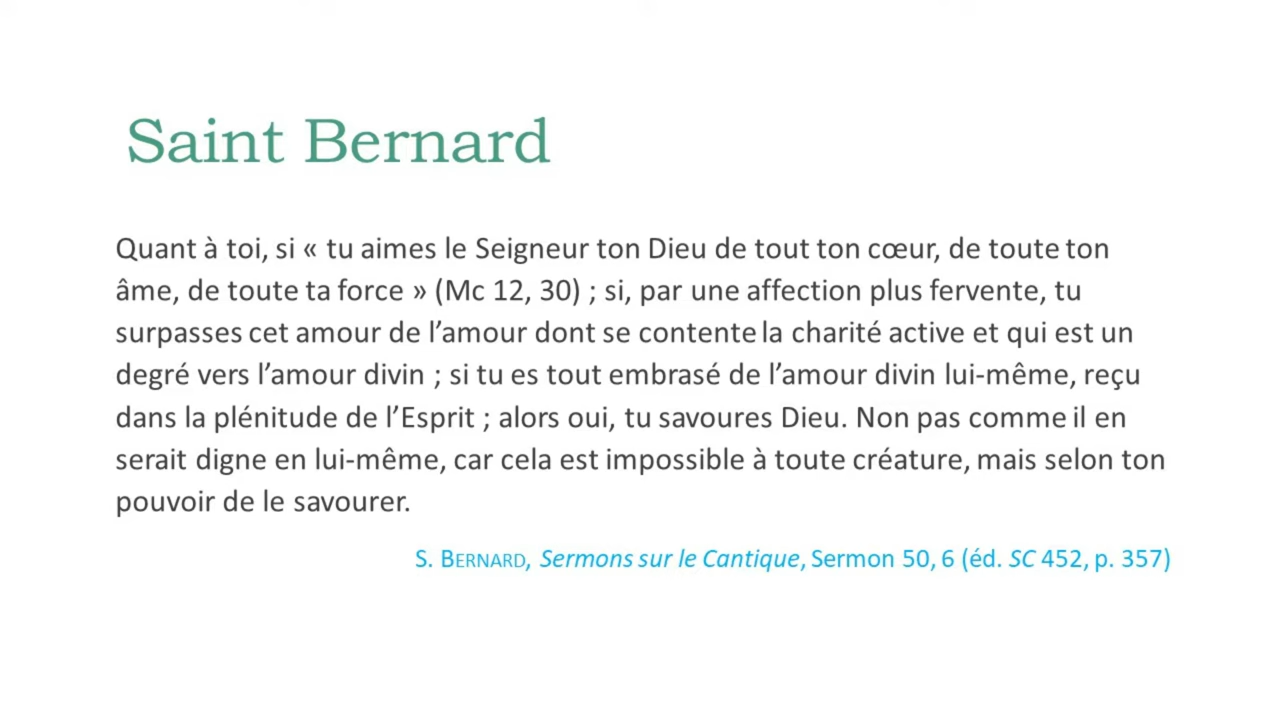 Saint Bernard
Quant à toi, si « tu aimes le Seigneur ton Dieu de tout ton cœur, de toute ton
âme, de toute ta force » (Mc 12, 30) ; si, par une affection plus fervente, tu
surpasses cet amour de l’amour dont se contente la charité active et qui est un
degré vers l’amour divin ; si tu es tout embrasé de l’amour divin lui-même, reçu
dans la plénitude de l’Esprit ; alors oui, tu savoures Dieu. Non pas comme il en
serait digne en lui-même, car cela est impossible à toute créature, mais selon ton
pouvoir de le savourer.
S. BERNARD, Sermons sur le Cantique, Sermon 50, 6 (éd. SC 452, p. 357)